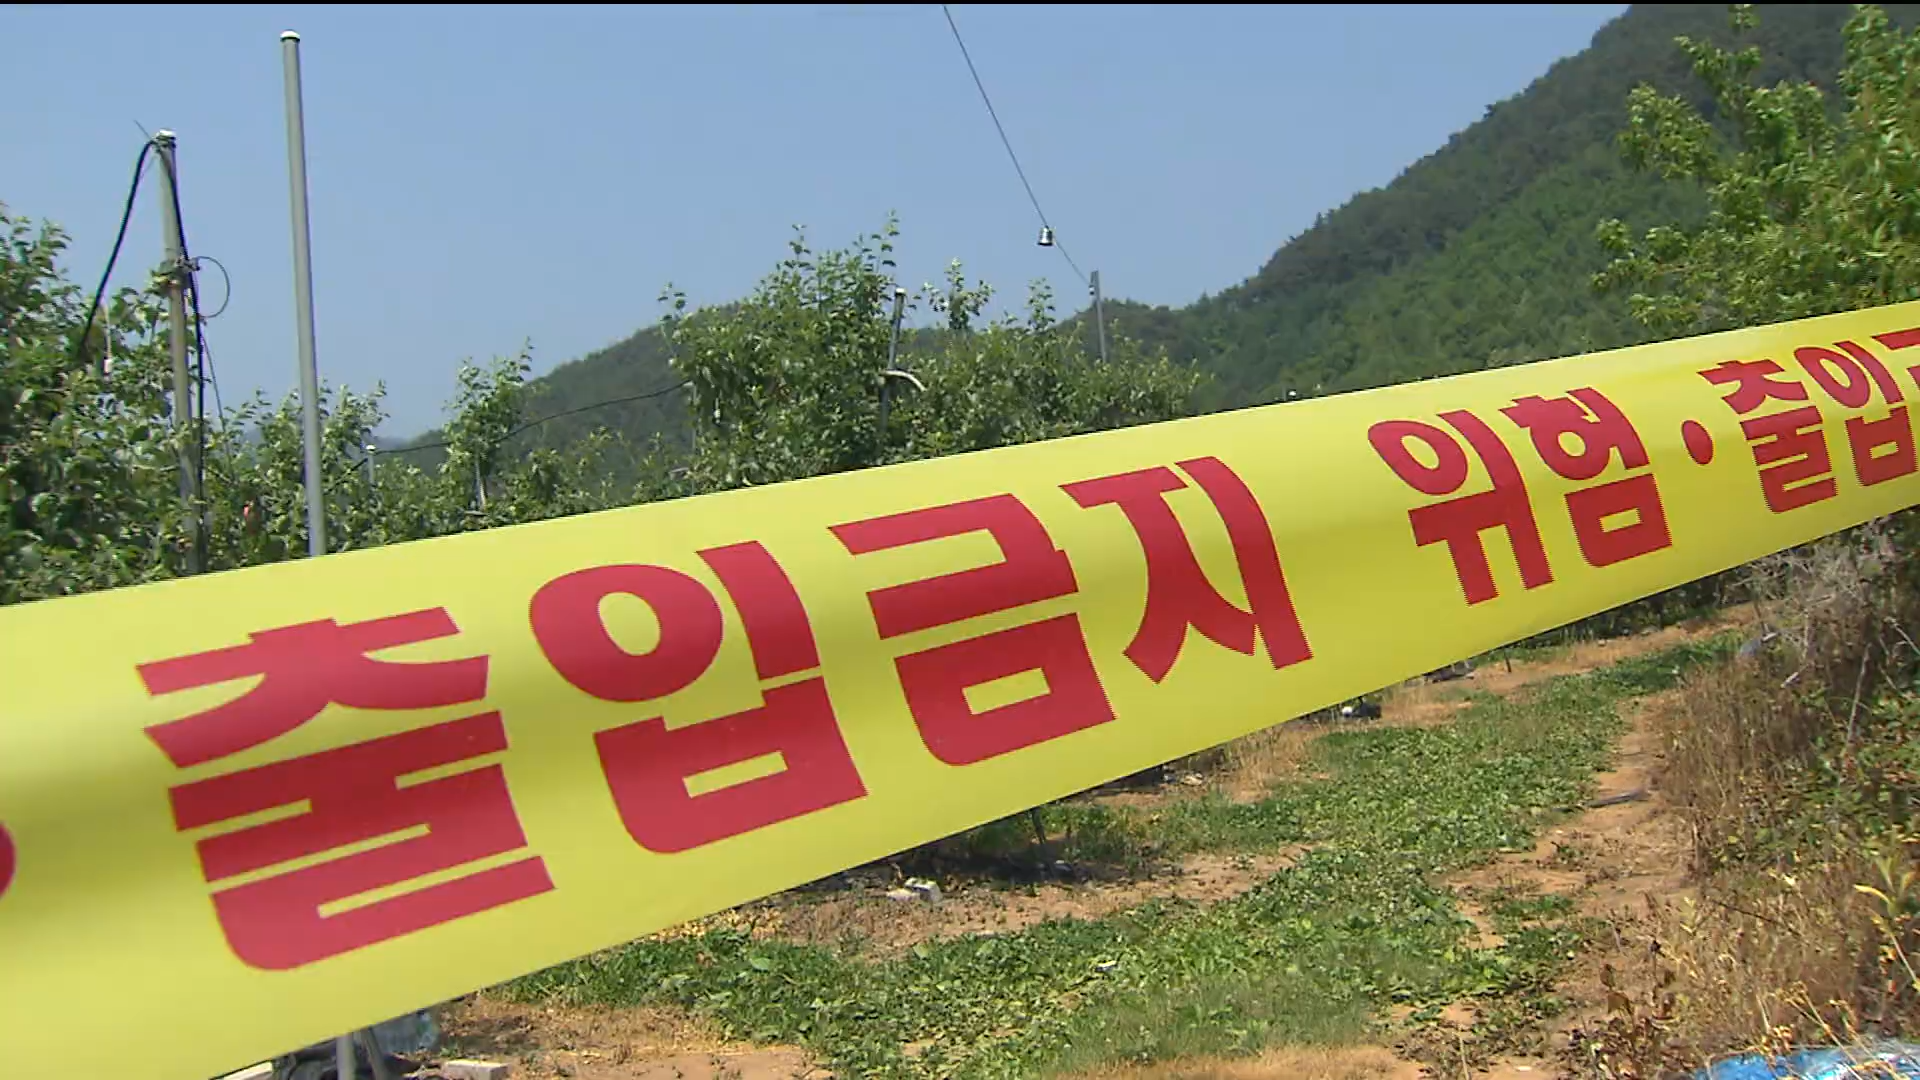 · 출입금지 위험 · 출입